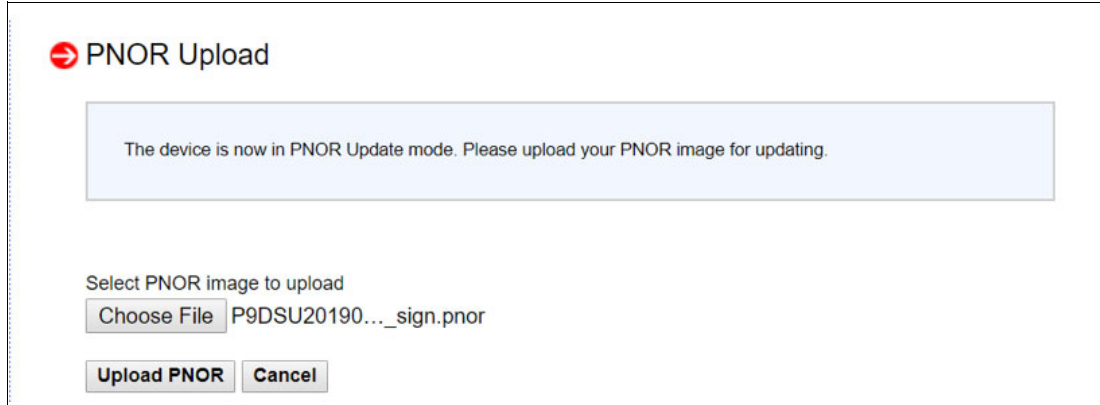 PNOR Upload
The device is now in PNOR Update mode. Please upload your PNOR image for updating.
Select PNOR image to upload
Choose File P9DSU20190…_sign.pnor
Upload PNOR Cancel